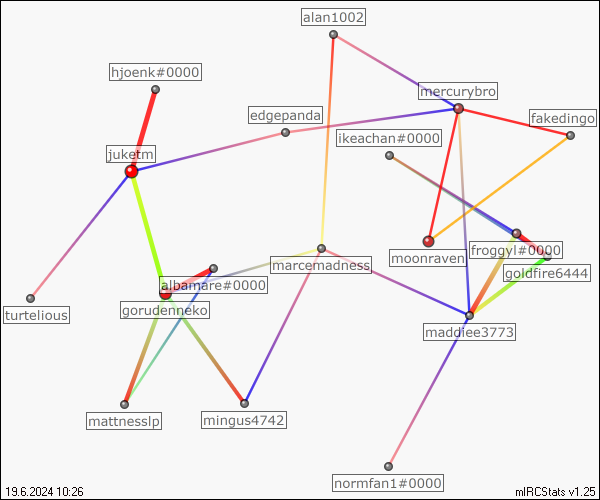 alan1002
hjoenk#0000
mercurybro
edgepanda
fakedingo
ikeachan#0000
juketm
froggyl#0000
moonraven
marcemadness
goldfire6444
albainare#0000
gorudenneko
turtelious
maddiee3773
mattnesslp
mingus4742
normfan1#0000
19.6.2024 10:26
mIRCStats v1.25